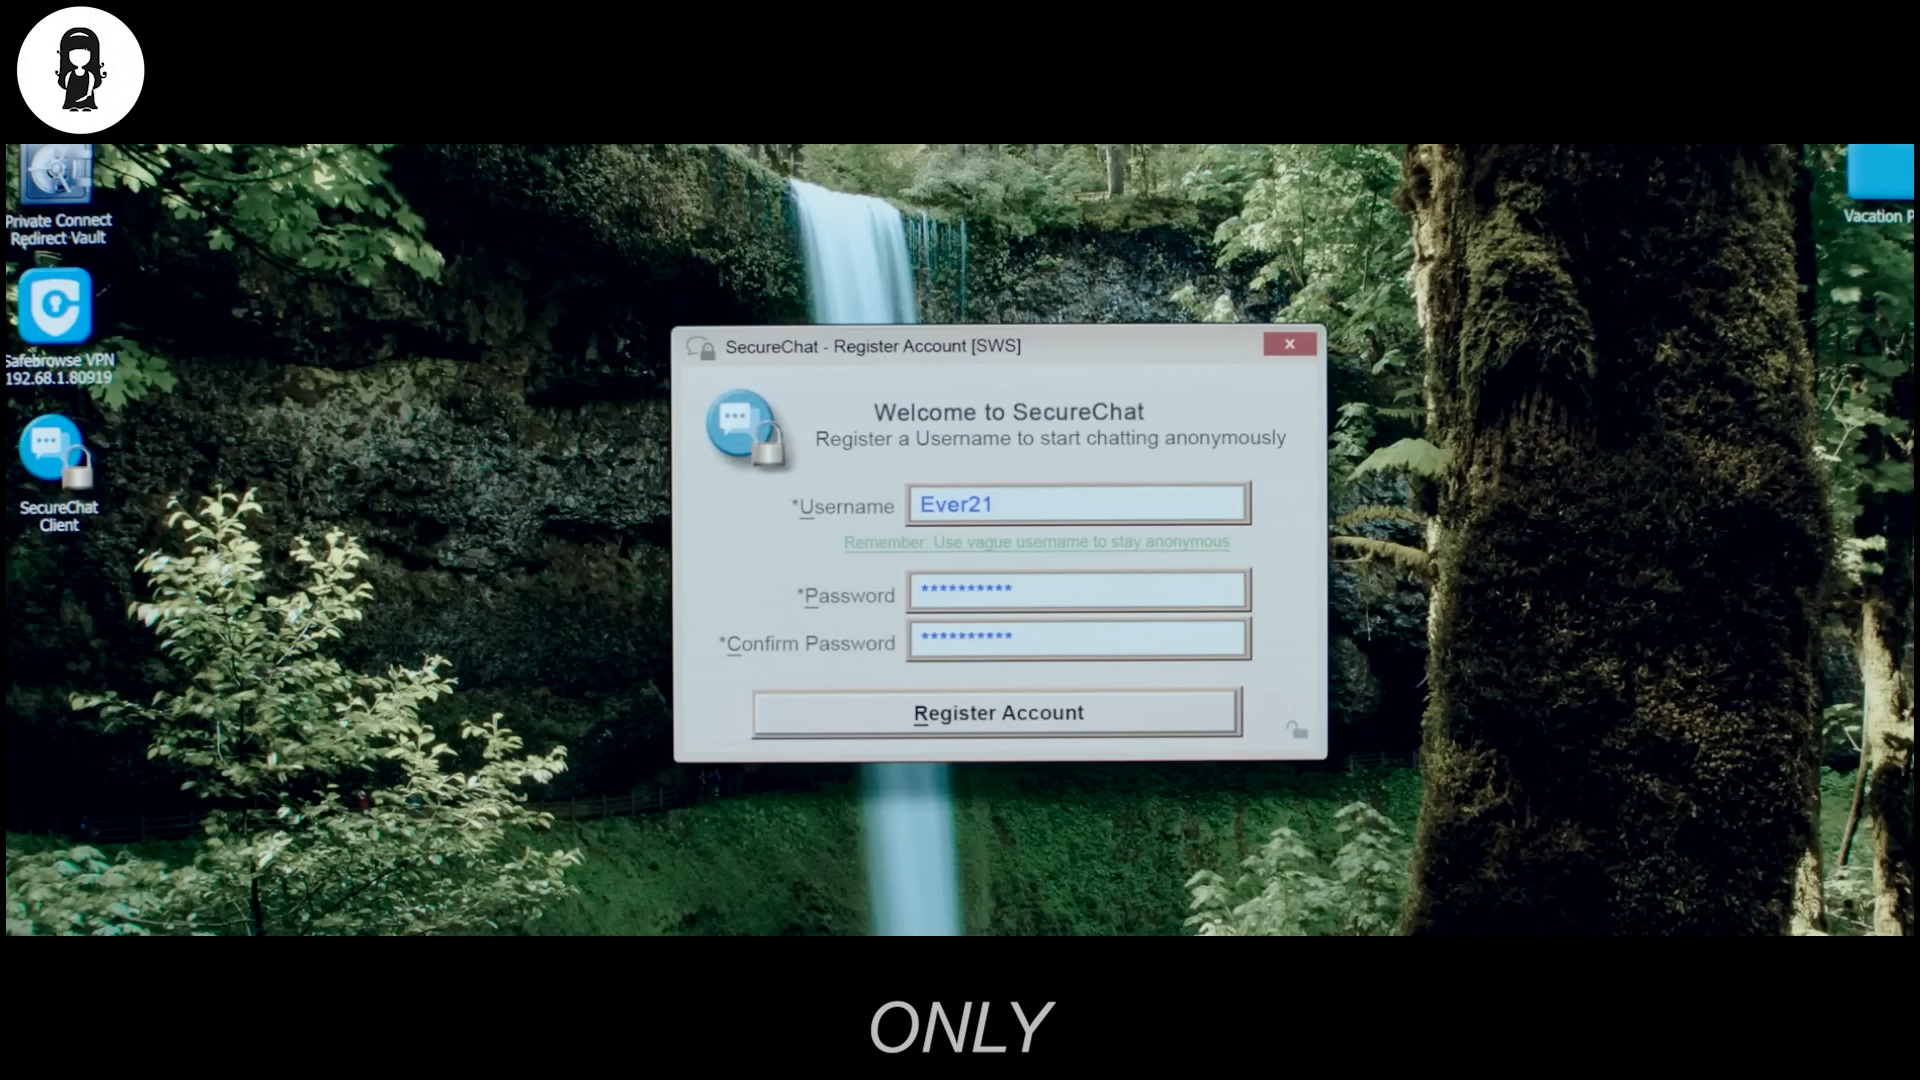 Private Connect
Redirect Vault
Safebrowse VPN
192.68.1.80919
SecureChat
Client
Vacation P
SecureChat - Register Account [SWS]
x
Welcome to SecureChat
Register a Username to start chatting anonymously
*Username
Ever21
Remember: Use vague username to stay anonymous
*Password
**********
*Confirm Password
**********
Register Account
ONLY